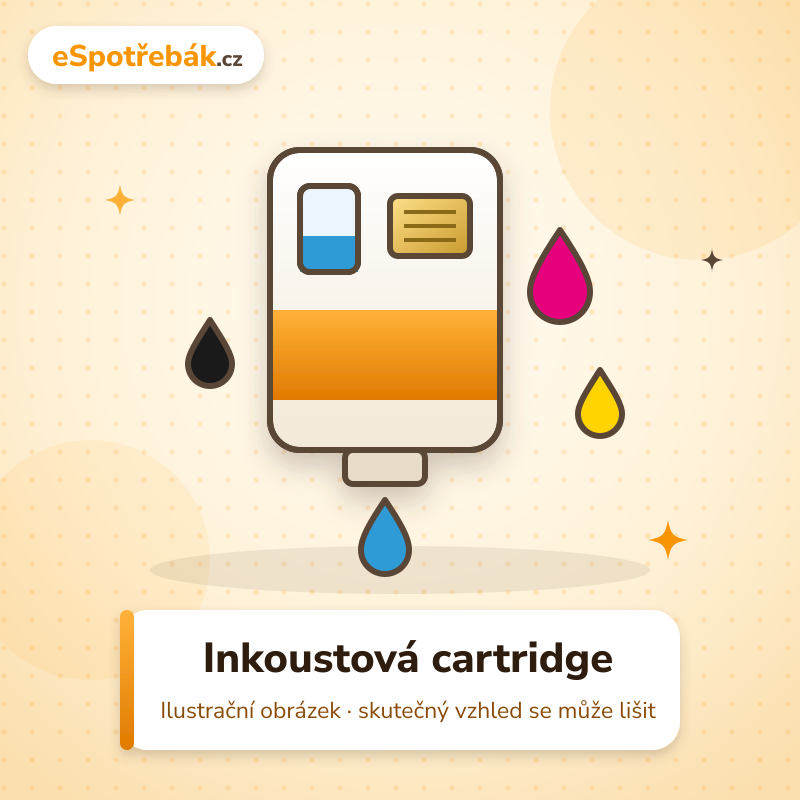 eSpotřebák.cz
Inkoustová cartridge
Ilustrační obrázek · skutečný vzhled se může lišit